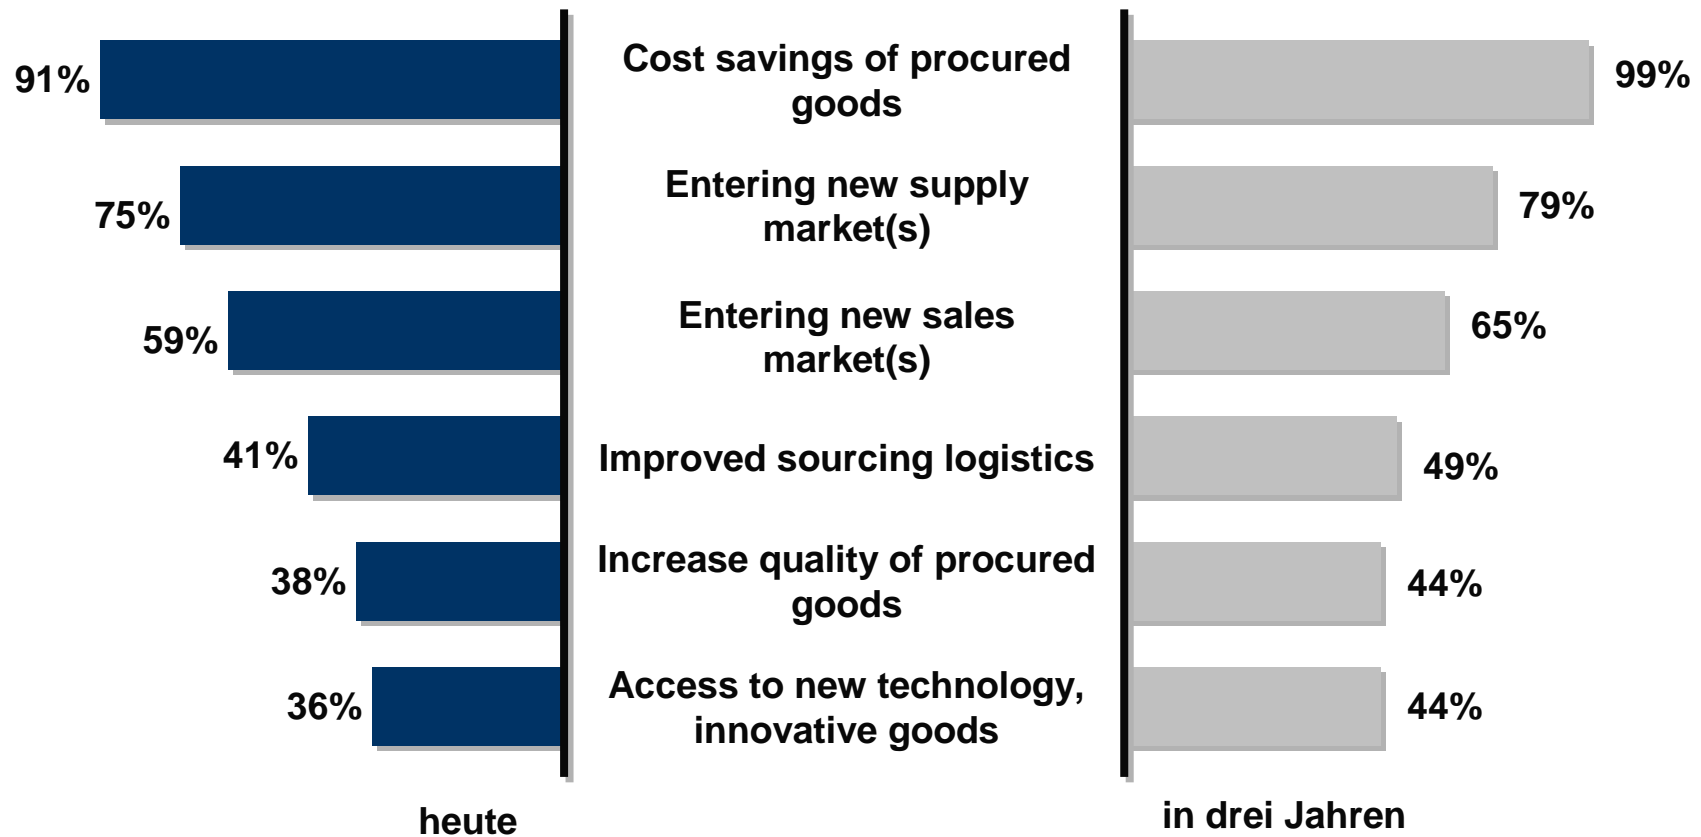 91%
Cost savings of procured
goods
99%
75%
Entering new supply
market(s)
79%
59%
Entering new sales
market(s)
65%
41%
Improved sourcing logistics
49%
38%
Increase quality of procured
goods
44%
36%
Access to new technology,
innovative goods
44%
heute
in drei Jahren